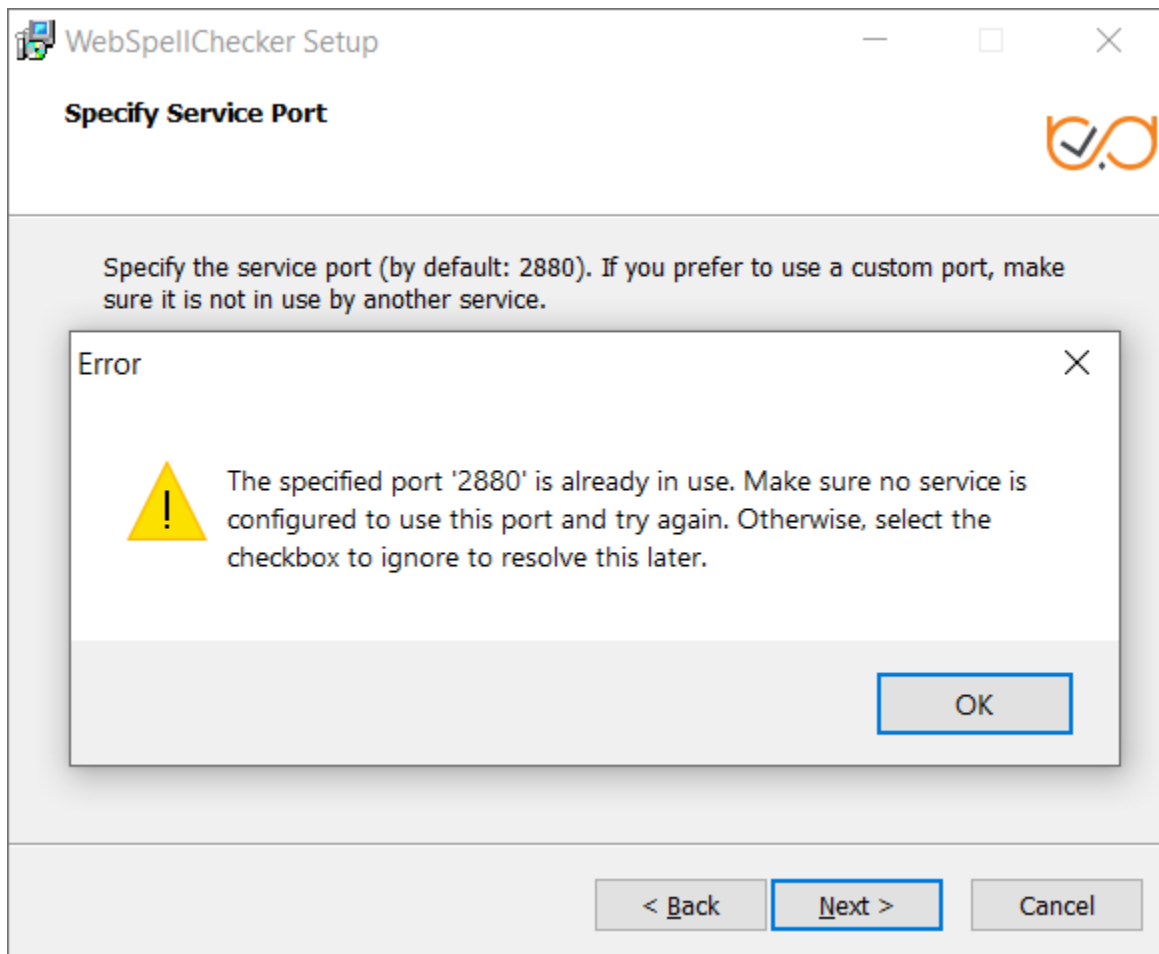 WebSpellChecker Setup
Specify Service Port
Specify the service port (by default: 2880). If you prefer to use a custom port, make
sure it is not in use by another service.
Error
The specified port '2880' is already in use. Make sure no service is
configured to use this port and try again. Otherwise, select the
checkbox to ignore to resolve this later.
OK
< Back
Next >
Cancel